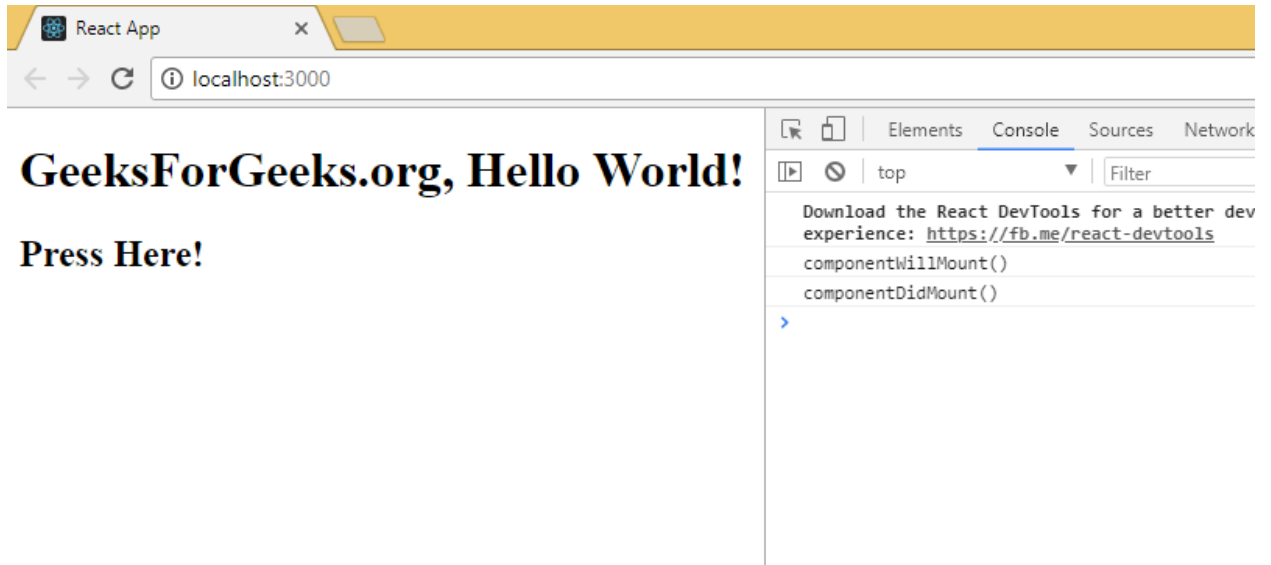 React App
localhost:3000
GeeksForGeeks.org, Hello World!
Press Here!
Elements Console Sources Network
top Filter
Download the React DevTools for a better dev
experience: https://fb.me/react-devtools
componentWillMount()
componentDidMount()